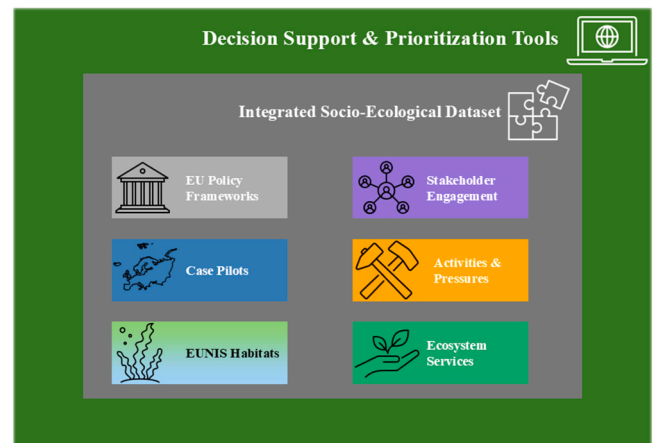 Decision Support & Prioritization Tools
Integrated Socio-Ecological Dataset
EU Policy
Frameworks
Stakeholder
Engagement
Case Pilots
Activities &
Pressures
EUNIS Habitats
Ecosystem
Services